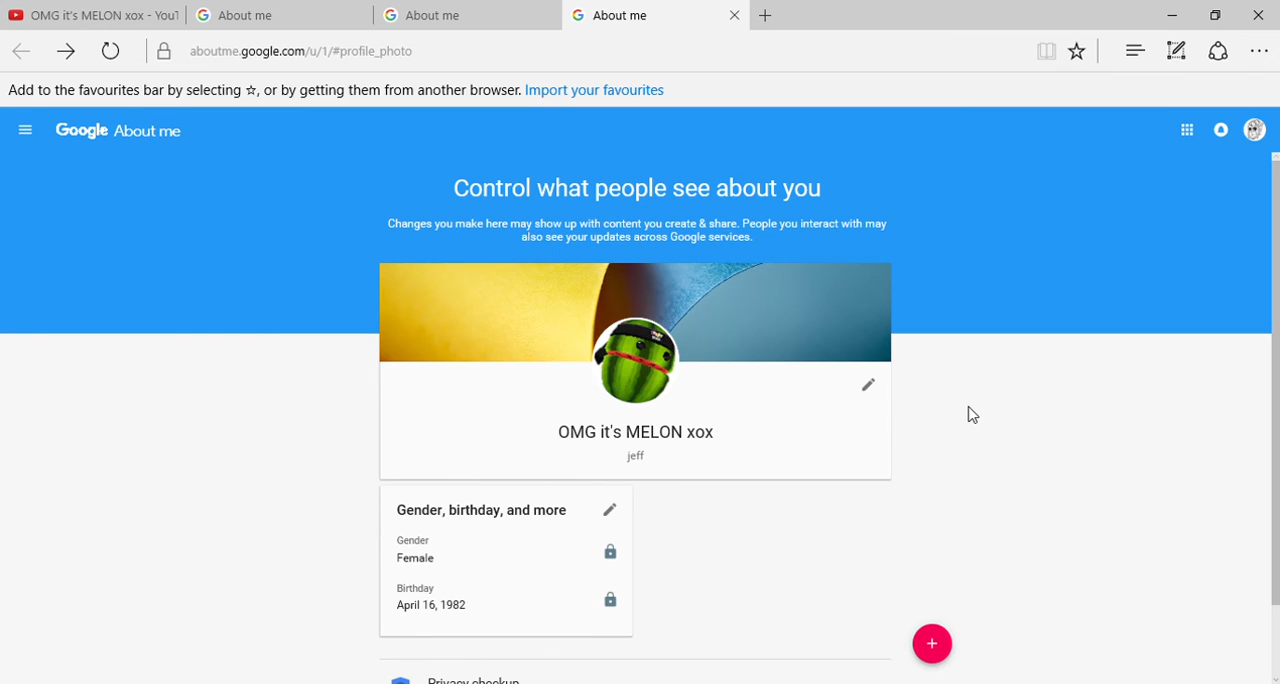 OMG it's MELON xox - YouT
About me
About me
About me
aboutme.google.com/u/1/#profile_photo
Add to the favourites bar by selecting ☆, or by getting them from another browser. Import your favourites
Google About me
Control what people see about you
Changes you make here may show up with content you create & share. People you interact with may
also see your updates across Google services.
OMG it's MELON xox
jeff
Gender, birthday, and more
Gender
Female
Birthday
April 16, 1982
Privacy checkup